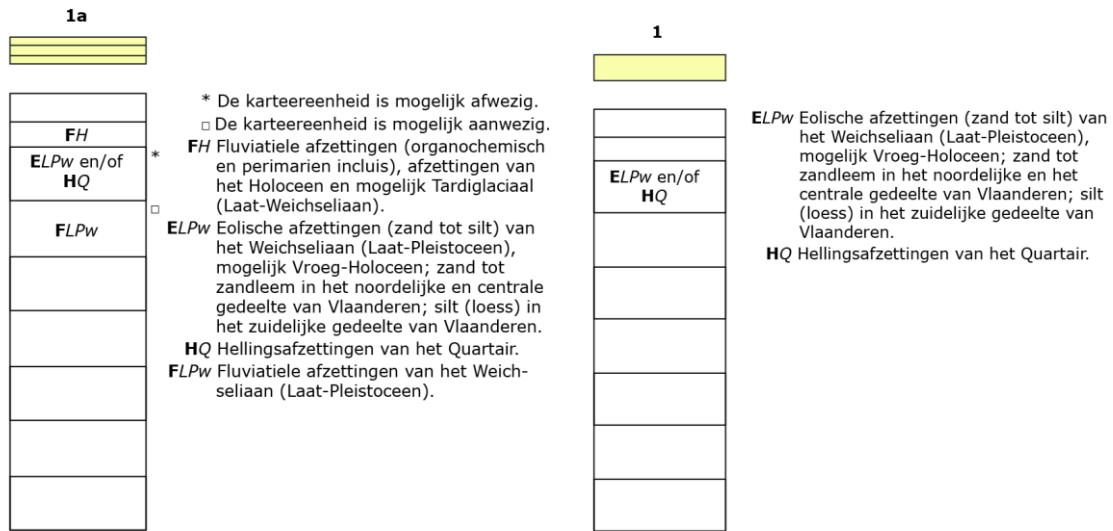 1a
FH
ELPw en/of
HQ
*
□
FLPw
* De karteereenheid is mogelijk afwezig.
□ De karteereenheid is mogelijk aanwezig.
FH Fluviatiele afzettingen (organochemisch
en perimarien incluis), afzettingen van
het Holoceen en mogelijk Tardiglaciaal
(Laat-Weichseliaan).
ELPw Eolische afzettingen (zand tot silt) van
het Weichseliaan (Laat-Pleistoceen),
mogelijk Vroeg-Holoceen; zand tot
zandleem in het noordelijke en centrale
gedeelte van Vlaanderen; silt (loess) in
het zuidelijke gedeelte van Vlaanderen.
HQ Hellingsafzettingen van het Quartair.
FLPw Fluviatiele afzettingen van het Weich-
seliaan (Laat-Pleistoceen).
1
ELPw en/of
HQ
ELPw Eolische afzettingen (zand tot silt) van
het Weichseliaan (Laat-Pleistoceen),
mogelijk Vroeg-Holoceen; zand tot
zandleem in het noordelijke en het
centrale gedeelte van Vlaanderen; silt
(loess) in het zuidelijke gedeelte van
Vlaanderen.
HQ Hellingsafzettingen van het Quartair.